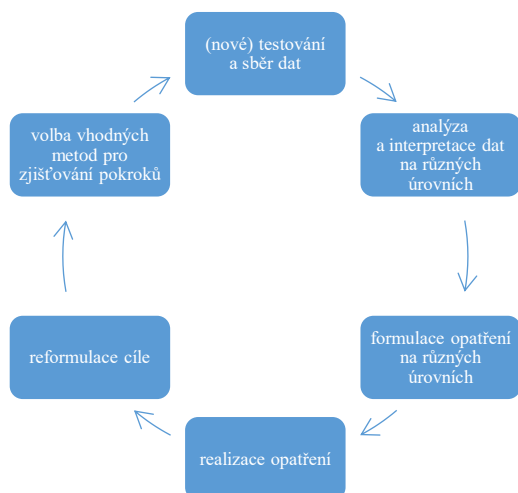 (nové) testování
a sběr dat
analýza
a interpretace dat
na různých
úrovních
formulace opatření
na různých
úrovních
realizace opatření
reformulace cíle
volba vhodných
metod pro
zjišťování pokroků